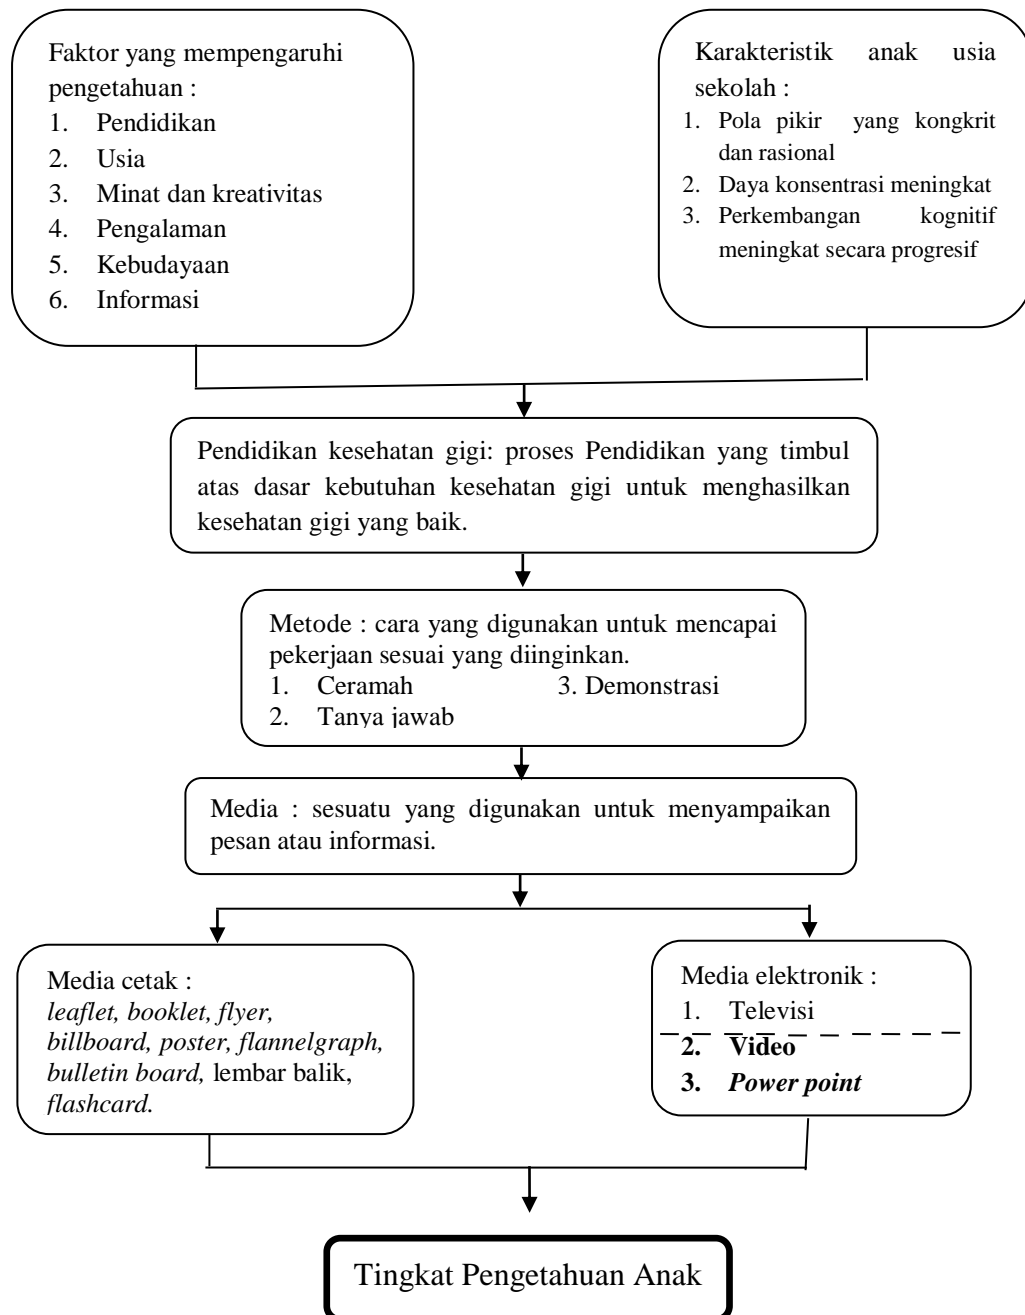 Faktor yang mempengaruhi
pengetahuan :
1. Pendidikan
2. Usia
3. Minat dan kreativitas
4. Pengalaman
5. Kebudayaan
6. Informasi
Karakteristik anak usia
sekolah :
1. Pola pikir yang kongkrit
dan rasional
2. Daya konsentrasi meningkat
3. Perkembangan kognitif
meningkat secara progresif
Pendidikan kesehatan gigi: proses Pendidikan yang timbul
atas dasar kebutuhan kesehatan gigi untuk menghasilkan
kesehatan gigi yang baik.
Metode : cara yang digunakan untuk mencapai
pekerjaan sesuai yang diinginkan.
1. Ceramah 3. Demonstrasi
2. Tanya jawab
Media : sesuatu yang digunakan untuk menyampaikan
pesan atau informasi.
Media cetak :
leaflet, booklet, flyer,
billboard, poster, flannelgraph,
bulletin board, lembar balik,
flashcard.
Media elektronik :
1. Televisi
2. Video
3. Power point
Tingkat Pengetahuan Anak